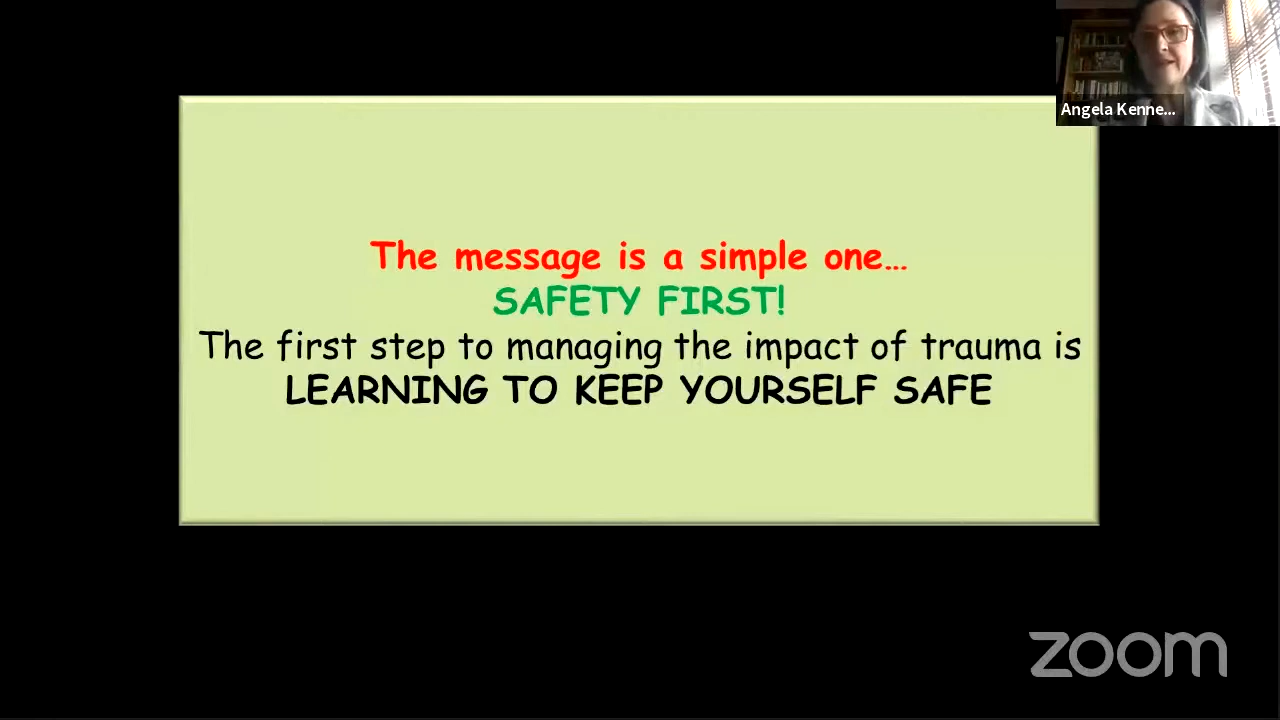 Angela Kenne...
The message is a simple one...
SAFETY FIRST!
The first step to managing the impact of trauma is
LEARNING TO KEEP YOURSELF SAFE
zoom